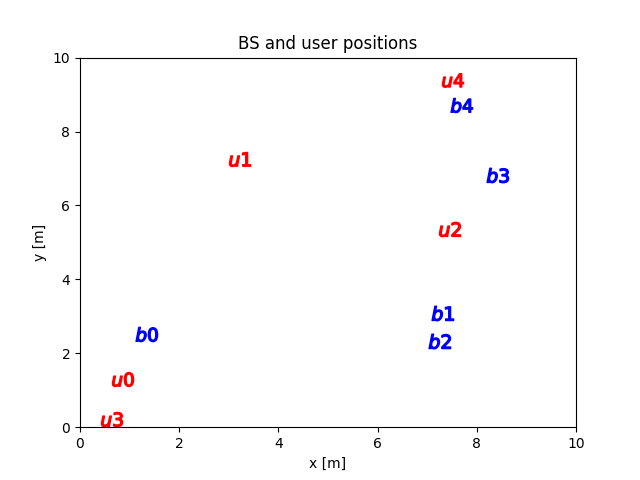 BS and user positions
10
u4
b4
8
u1
b3
6
u2
y [m]
4
b1
b0
b2
2
u0
u3
0
0 2 4 6 8 10
x [m]